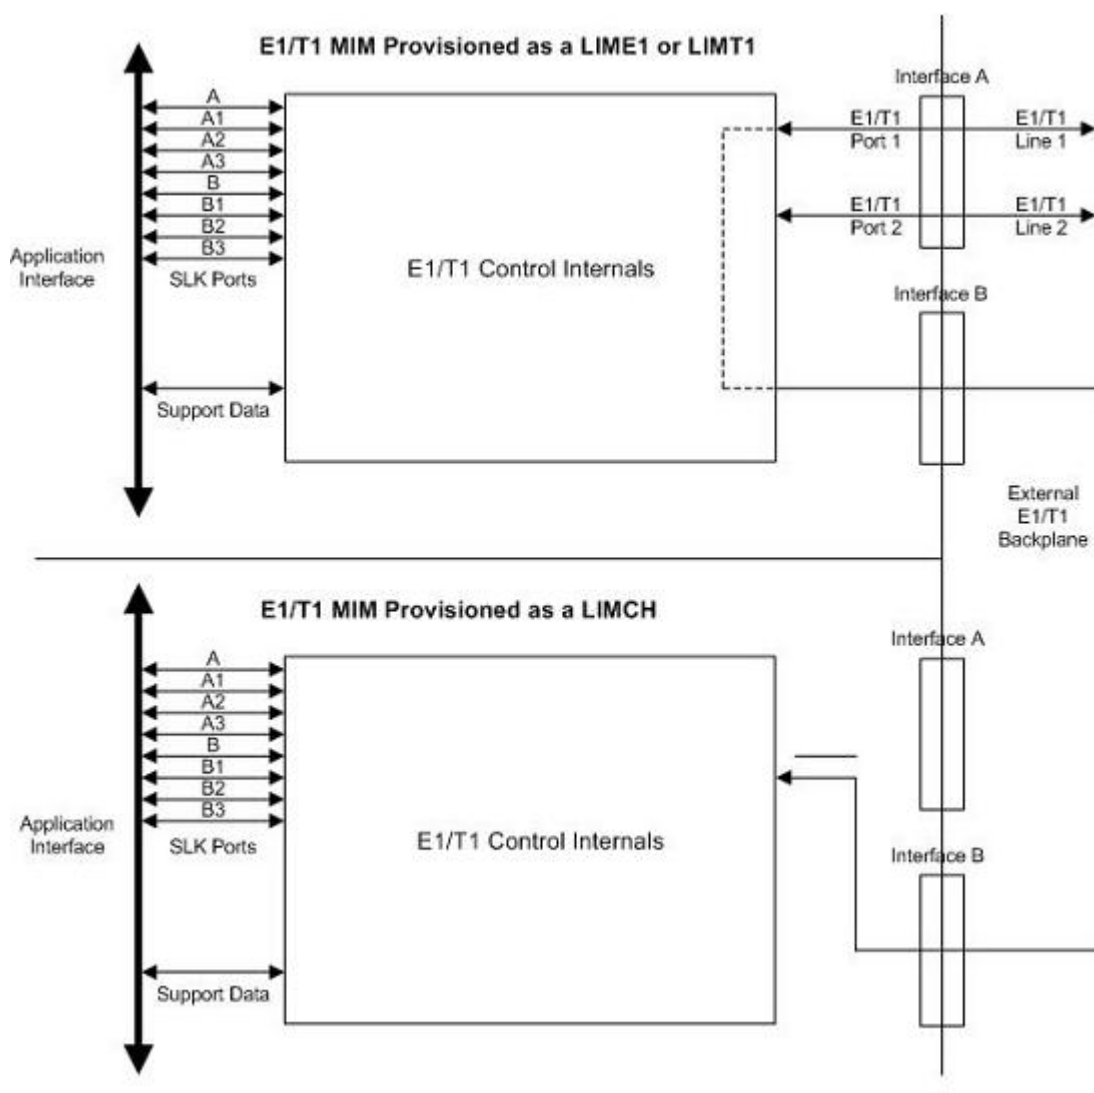 E1/T1 MIM Provisioned as a LIME1 or LIMT1
Interface A
A
A1
A2
A3
B
B1
B2
B3
SLK Ports
Application
Interface
Support Data
E1/T1 Control Internals
E1/T1
Port 1
E1/T1
Line 1
E1/T1
Port 2
E1/T1
Line 2
Interface B
External
E1/T1
Backplane
E1/T1 MIM Provisioned as a LIMCH
Interface A
A
A1
A2
A3
B
B1
B2
B3
SLK Ports
Application
Interface
Support Data
E1/T1 Control Internals
Interface B